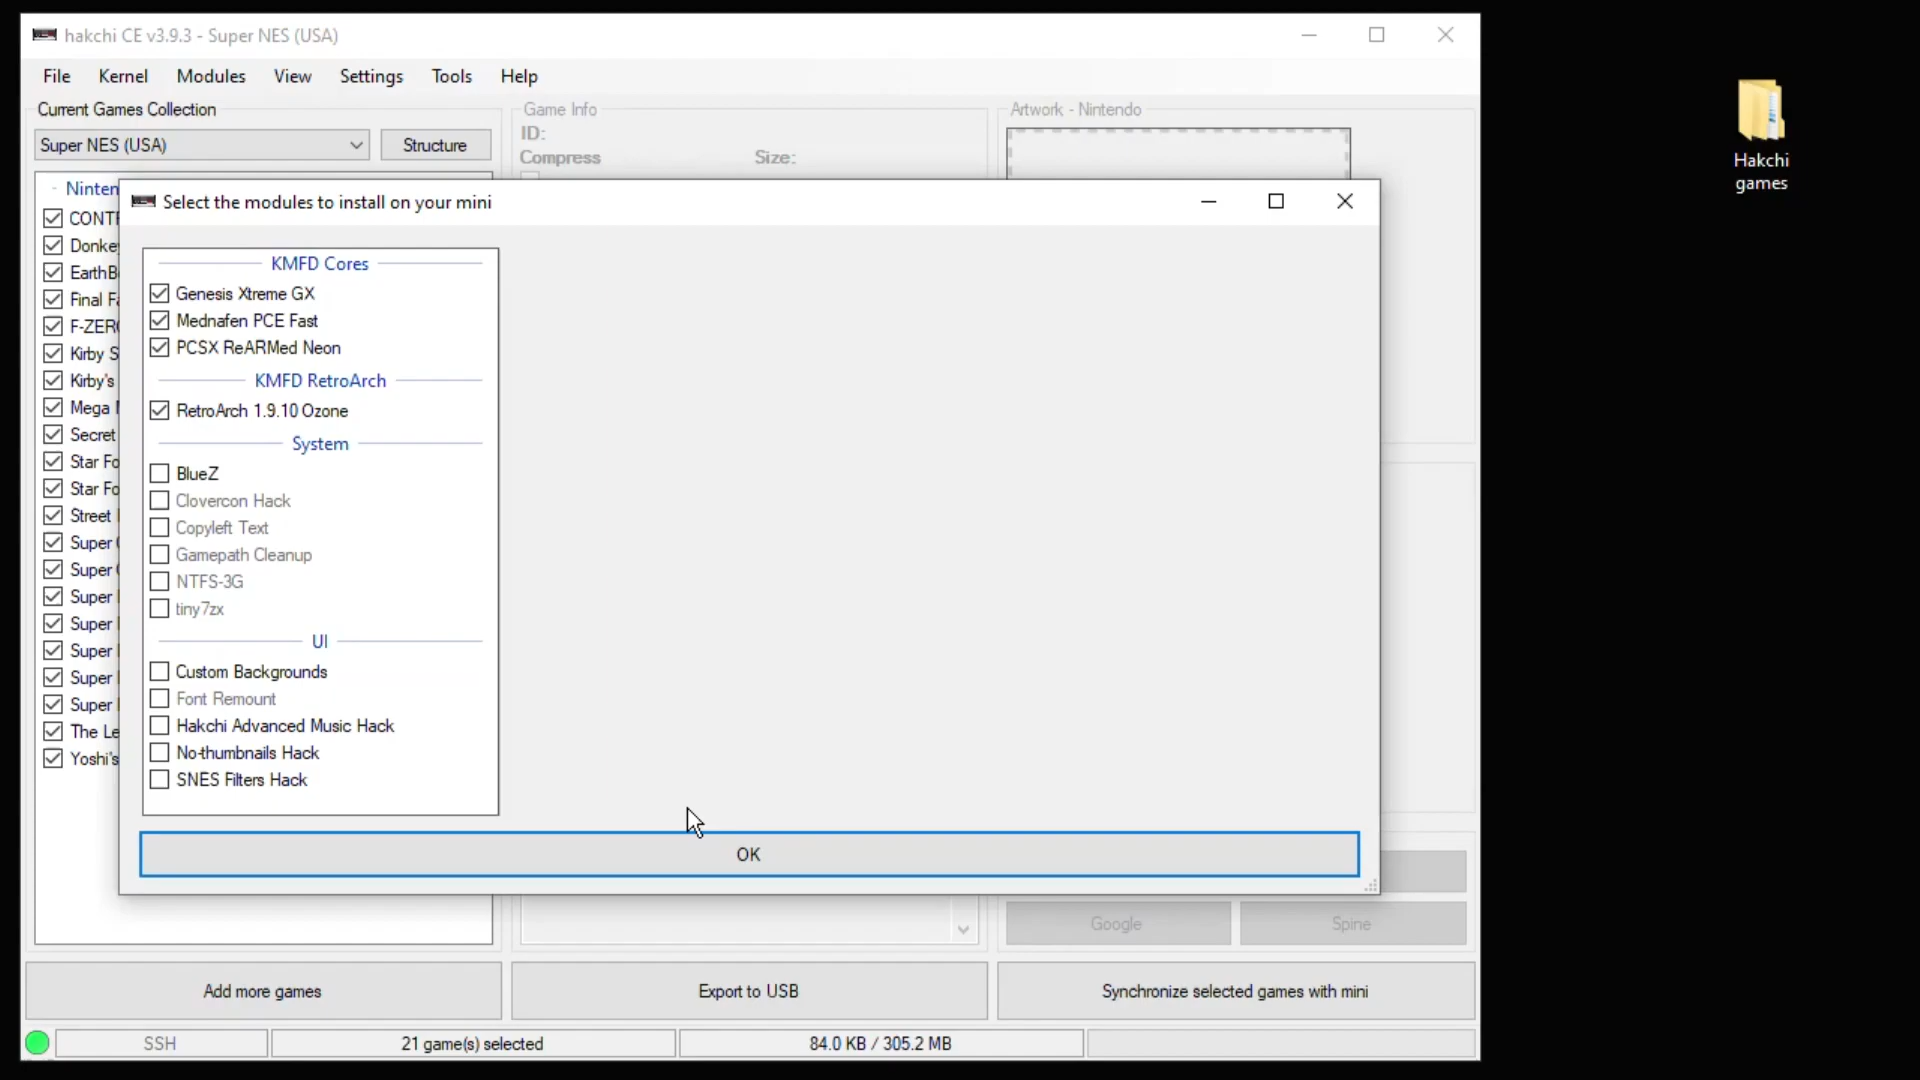 hakchi CE v3.9.3 - Super NES (USA)
File Kernel Modules View Settings Tools Help
Current Games Collection
Super NES (USA)
Structure
Game Info
ID:
Compress
Size:
Artwork - Nintendo
Ninten
CONT
Donke
EarthB
Final Fa
F-ZER
Kirby S
Kirby's
Mega
Secret
Star Fo
Star Fo
Street
Super
Super
Super
Super
Super
Super
Super
The Le
Yoshi's
Select the modules to install on your mini
KMFD Cores
Genesis Xtreme GX
Mednafen PCE Fast
PCSX ReARMed Neon
KMFD RetroArch
RetroArch 1.9.10 Ozone
System
BlueZ
Clovercon Hack
Copyleft Text
Gamepath Cleanup
NTFS-3G
tiny7zx
UI
Custom Backgrounds
Font Remount
Hakchi Advanced Music Hack
No-thumbnails Hack
SNES Filters Hack
OK
Google
Spine
Add more games
Export to USB
Synchronize selected games with mini
SSH
21 game(s) selected
84.0 KB / 305.2 MB
Hakchi
games